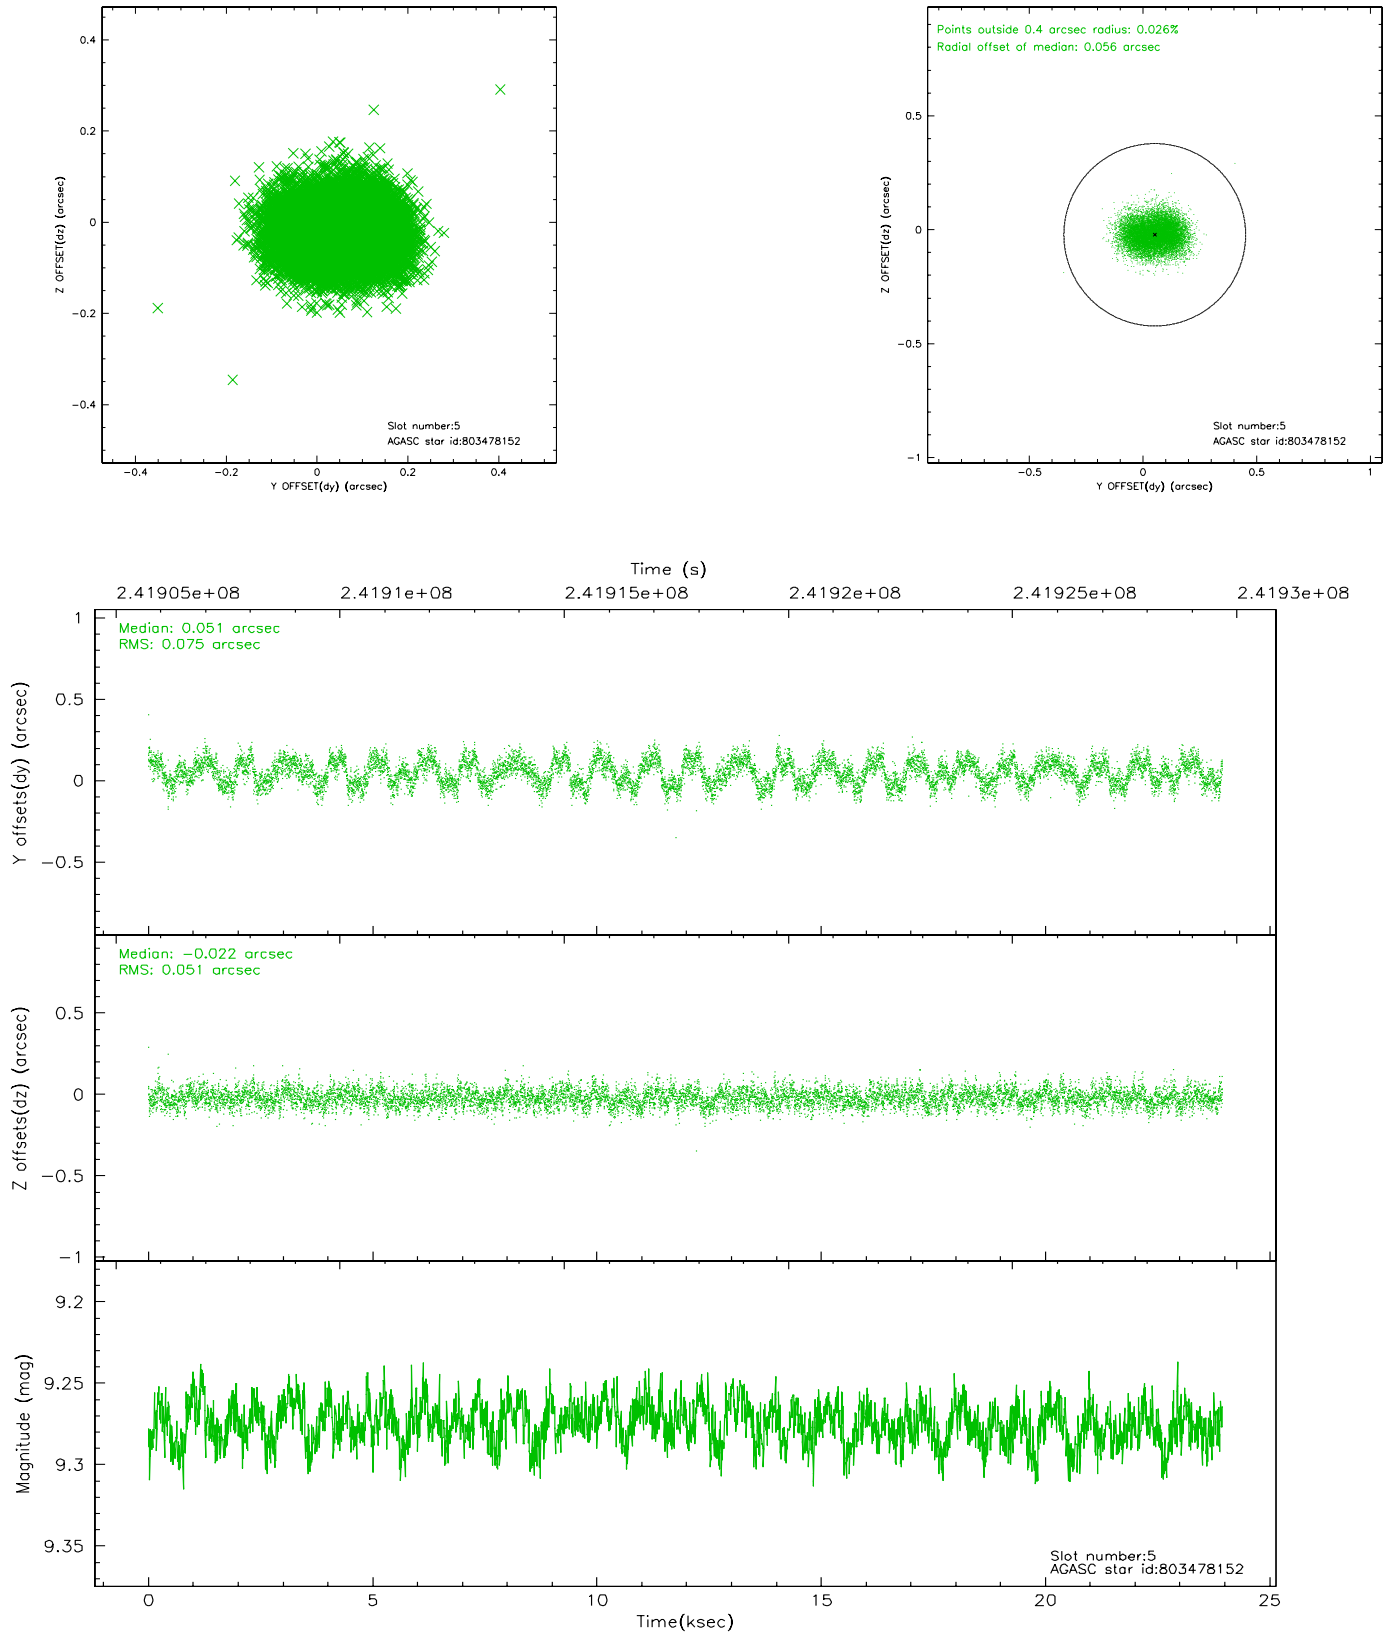 0.4
0.2
0
−0.2
−0.4
Z OFFSET(dz) (arcsec)
−0.4 −0.2 0 0.2 0.4
Y OFFSET(dy) (arcsec)
Slot number:5
AGASC star id:803478152
Points outside 0.4 arcsec radius: 0.026%
Radial offset of median: 0.056 arcsec
0.5
0
−0.5
−1
Z OFFSET(dz) (arcsec)
−0.5 0 0.5 1
Y OFFSET(dy) (arcsec)
Slot number:5
AGASC star id:803478152
Time (s)
2.41905e+08 2.4191e+08 2.41915e+08 2.4192e+08 2.41925e+08 2.4193e+08
Median: 0.051 arcsec
RMS: 0.075 arcsec
1
0.5
0
−0.5
Y offsets(dy) (arcsec)
Median: −0.022 arcsec
RMS: 0.051 arcsec
0.5
0
−0.5
−1
Z offsets(dz) (arcsec)
9.2
9.25
9.3
9.35
Magnitude (mag)
Slot number:5
AGASC star id:803478152
0 5 10 15 20 25
Time(ksec)